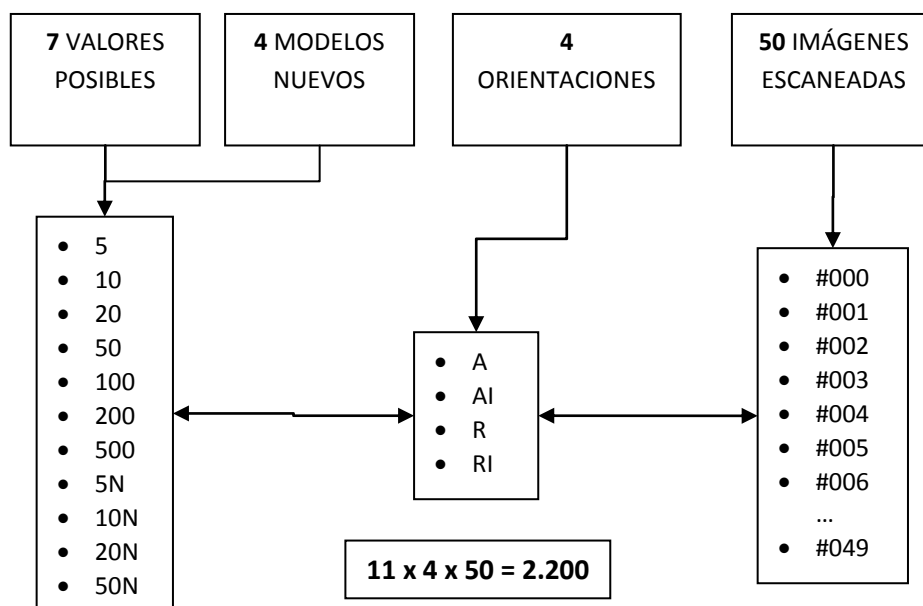 7 VALORES
POSIBLES
4 MODELOS
NUEVOS
4
ORIENTACIONES
50 IMÁGENES
ESCANEADAS
• 5
• 10
• 20
• 50
• 100
• 200
• 500
• 5N
• 10N
• 20N
• 50N
• A
• AI
• R
• RI
• #000
• #001
• #002
• #003
• #004
• #005
• #006
...
• #049
11 x 4 x 50 = 2.200